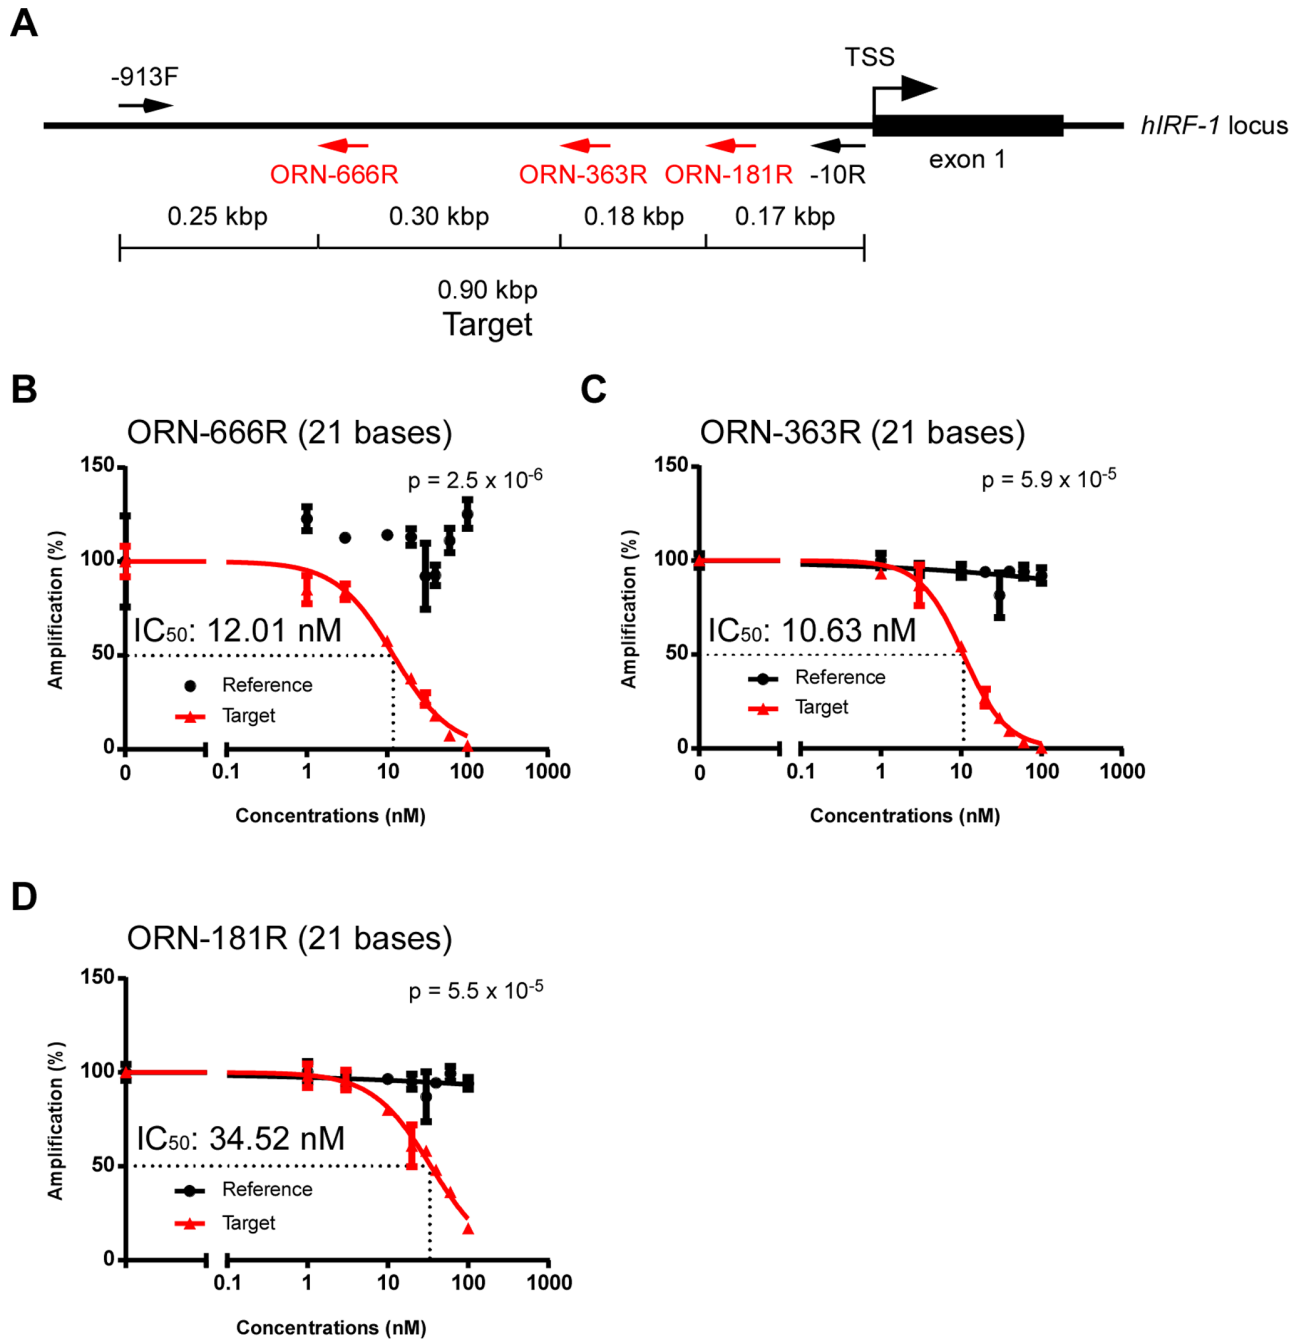 A
-913F
TSS
hIRF-1 locus
exon 1
ORN-666R
ORN-363R
ORN-181R
-10R
0.25 kbp
0.30 kbp
0.18 kbp
0.17 kbp
0.90 kbp
Target
B
ORN-666R (21 bases)
p = 2.5 x 10-6
150
100
50
0
Amplification (%)
IC50: 12.01 nM
Reference
Target
0 0.1 1 10 100 1000
Concentrations (nM)
C
ORN-363R (21 bases)
p = 5.9 x 10-5
150
100
50
0
Amplification (%)
IC50: 10.63 nM
Reference
Target
0 0.1 1 10 100 1000
Concentrations (nM)
D
ORN-181R (21 bases)
p = 5.5 x 10-5
150
100
50
0
Amplification (%)
IC50: 34.52 nM
Reference
Target
0.1 1 10 100 1000
Concentrations (nM)